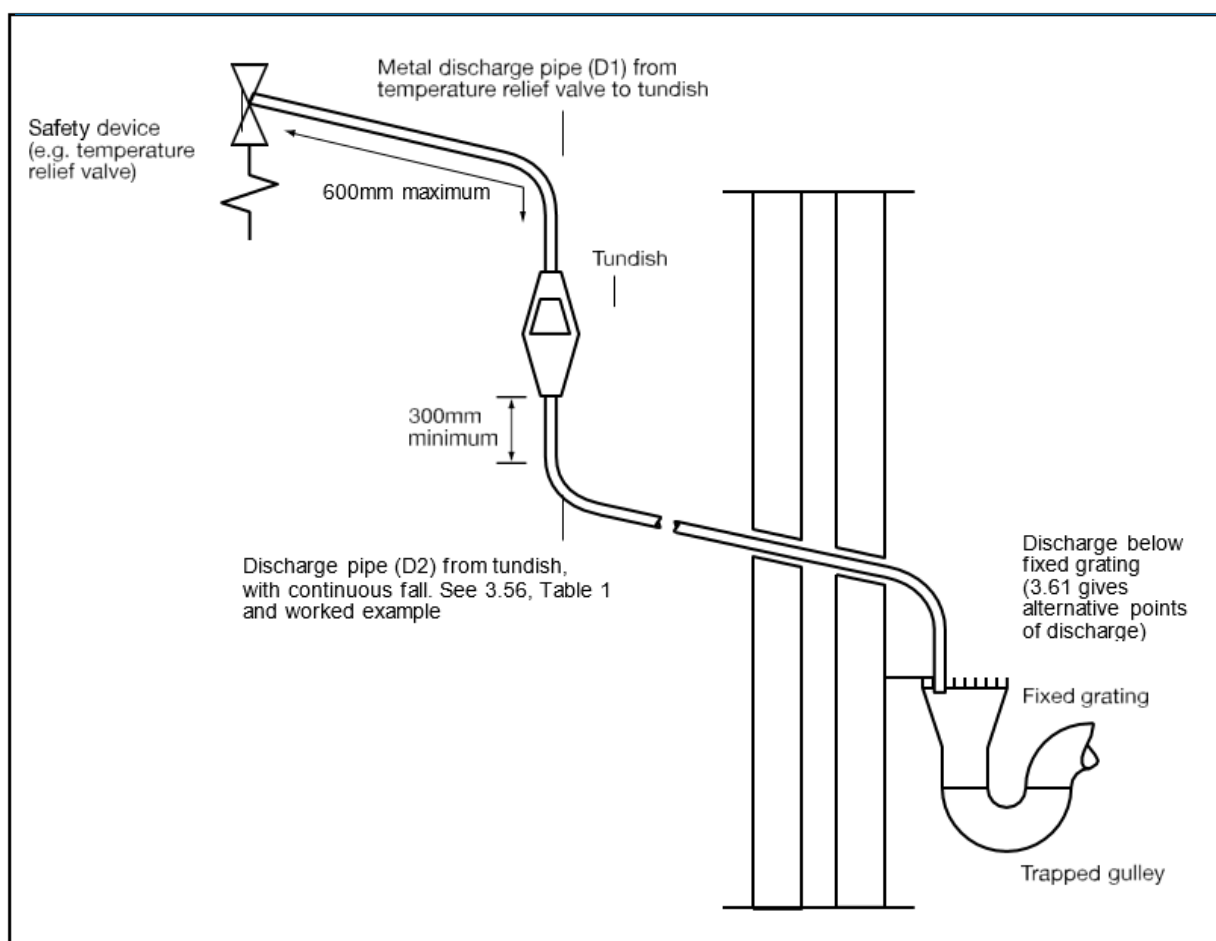 Metal discharge pipe (D1) from
temperature relief valve to tundish
Safety device
(e.g. temperature
relief valve)
600mm maximum
Tundish
300mm
minimum
Discharge pipe (D2) from tundish,
with continuous fall. See 3.56, Table 1
and worked example
Discharge below
fixed grating
(3.61 gives
alternative points
of discharge)
Fixed grating
Trapped gulley